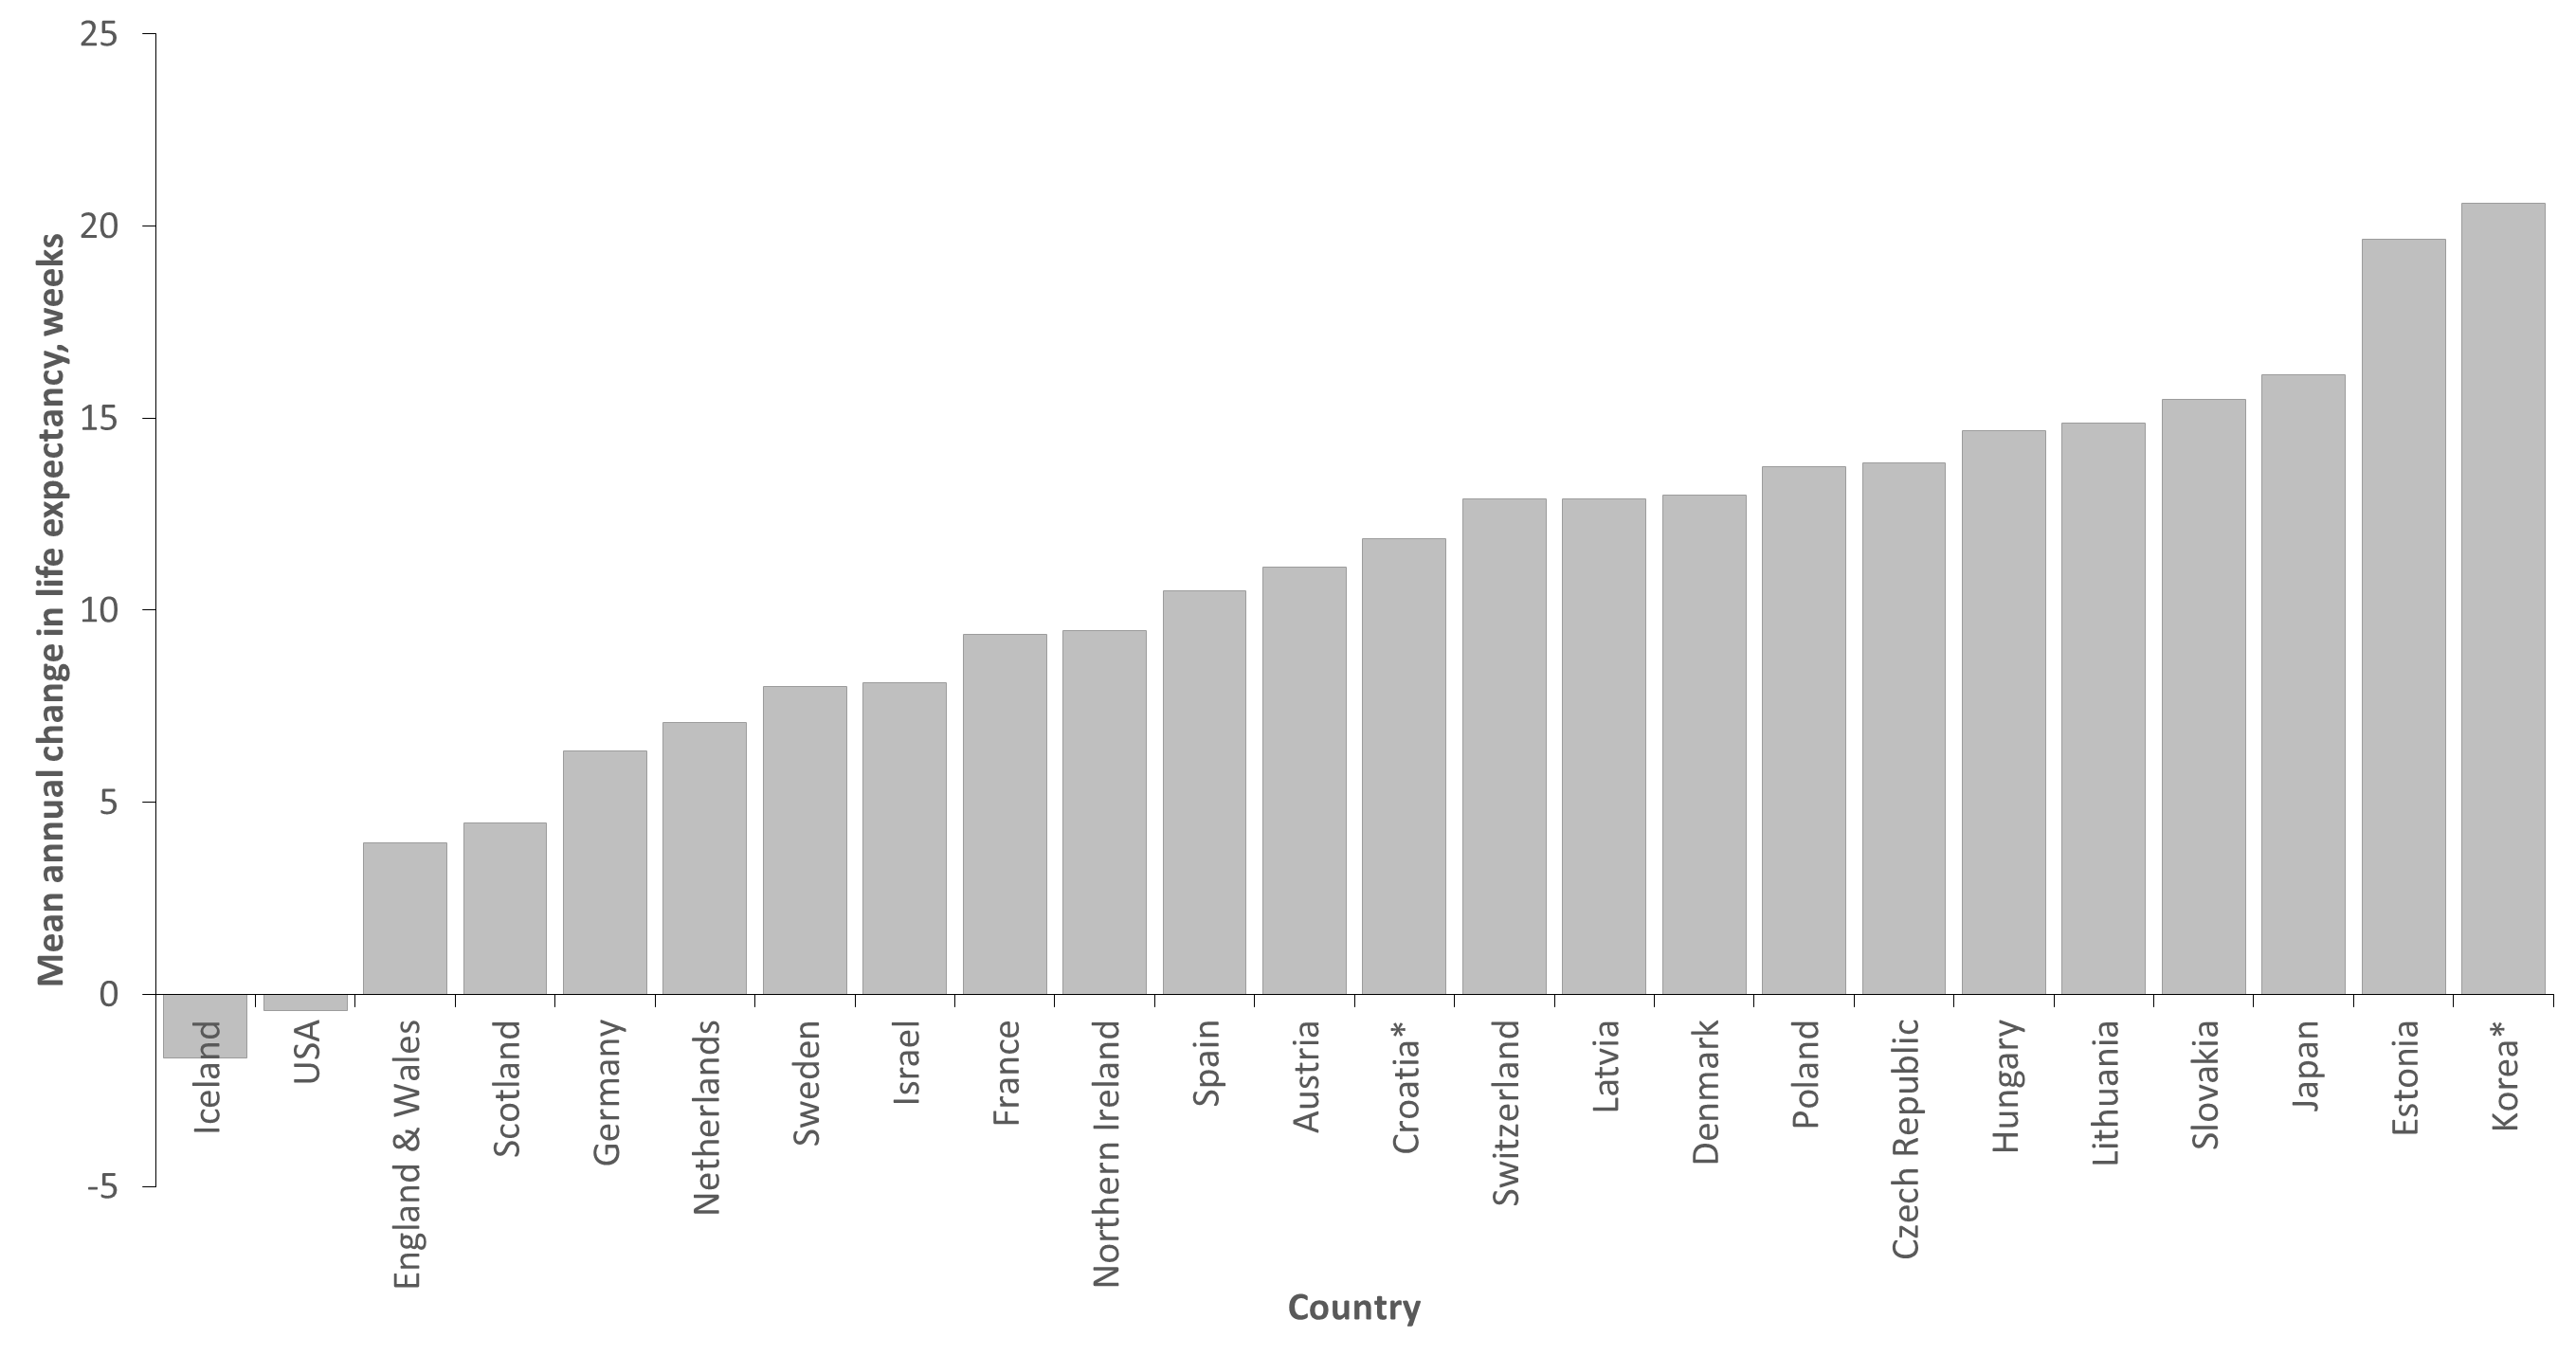 Mean annual change in life expectancy, weeks
25
20
15
10
5
0
-5
Iceland
USA
England & Wales
Scotland
Germany
Netherlands
Sweden
Israel
France
Northern Ireland
Spain
Austria
Croatia*
Switzerland
Latvia
Denmark
Poland
Czech Republic
Hungary
Lithuania
Slovakia
Japan
Estonia
Korea*
Country